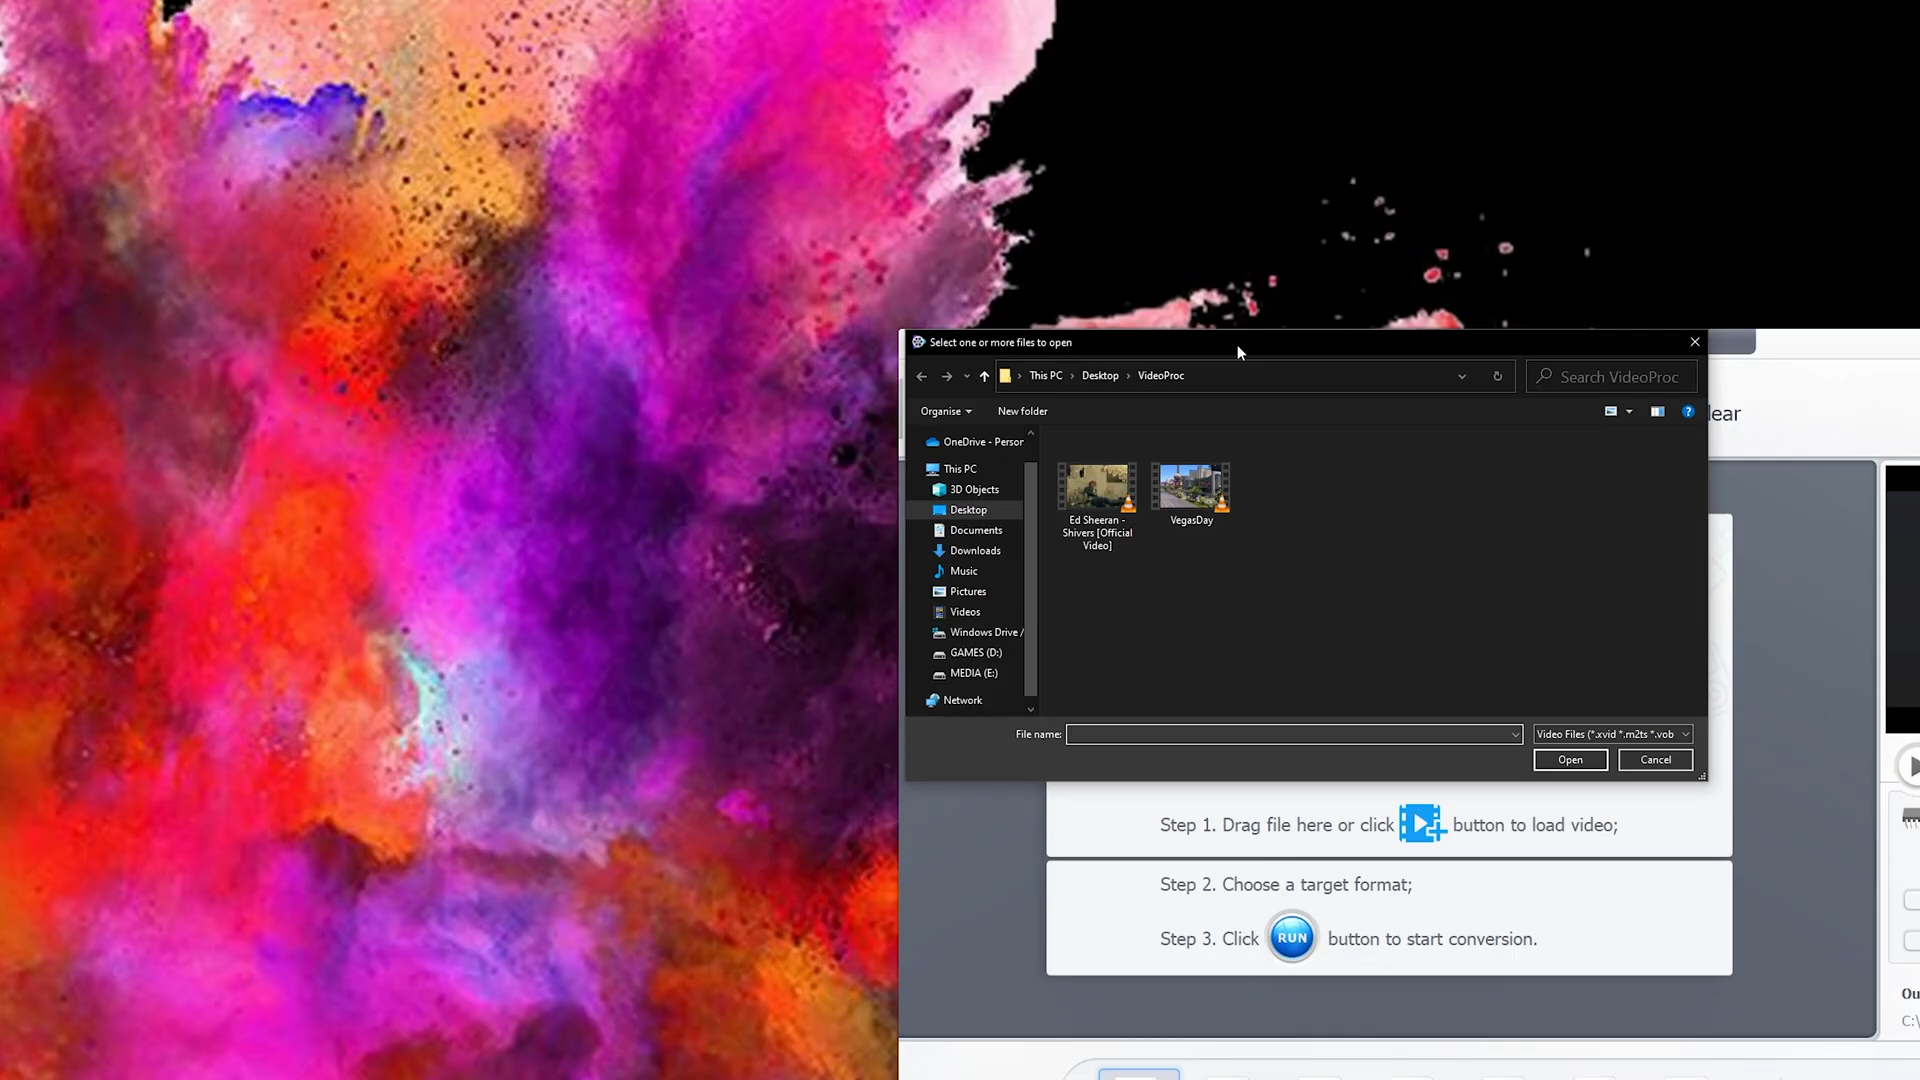 Select one or more files to open
This PC > Desktop > VideoProc
Search VideoProc
Organise
New folder
lear
OneDrive - Person
This PC
3D Objects
Desktop
Documents
Downloads
Music
Pictures
Videos
Windows Drive /
GAMES (D:)
MEDIA (E:)
Network
Ed Sheeran -
Shivers [Official
Video]
VegasDay
File name:
Video Files (*.xvid *.m2ts *.vob
Open
Cancel
Step 1. Drag file here or click button to load video;
Step 2. Choose a target format;
Step 3. Click RUN button to start conversion.
Ou
C:\